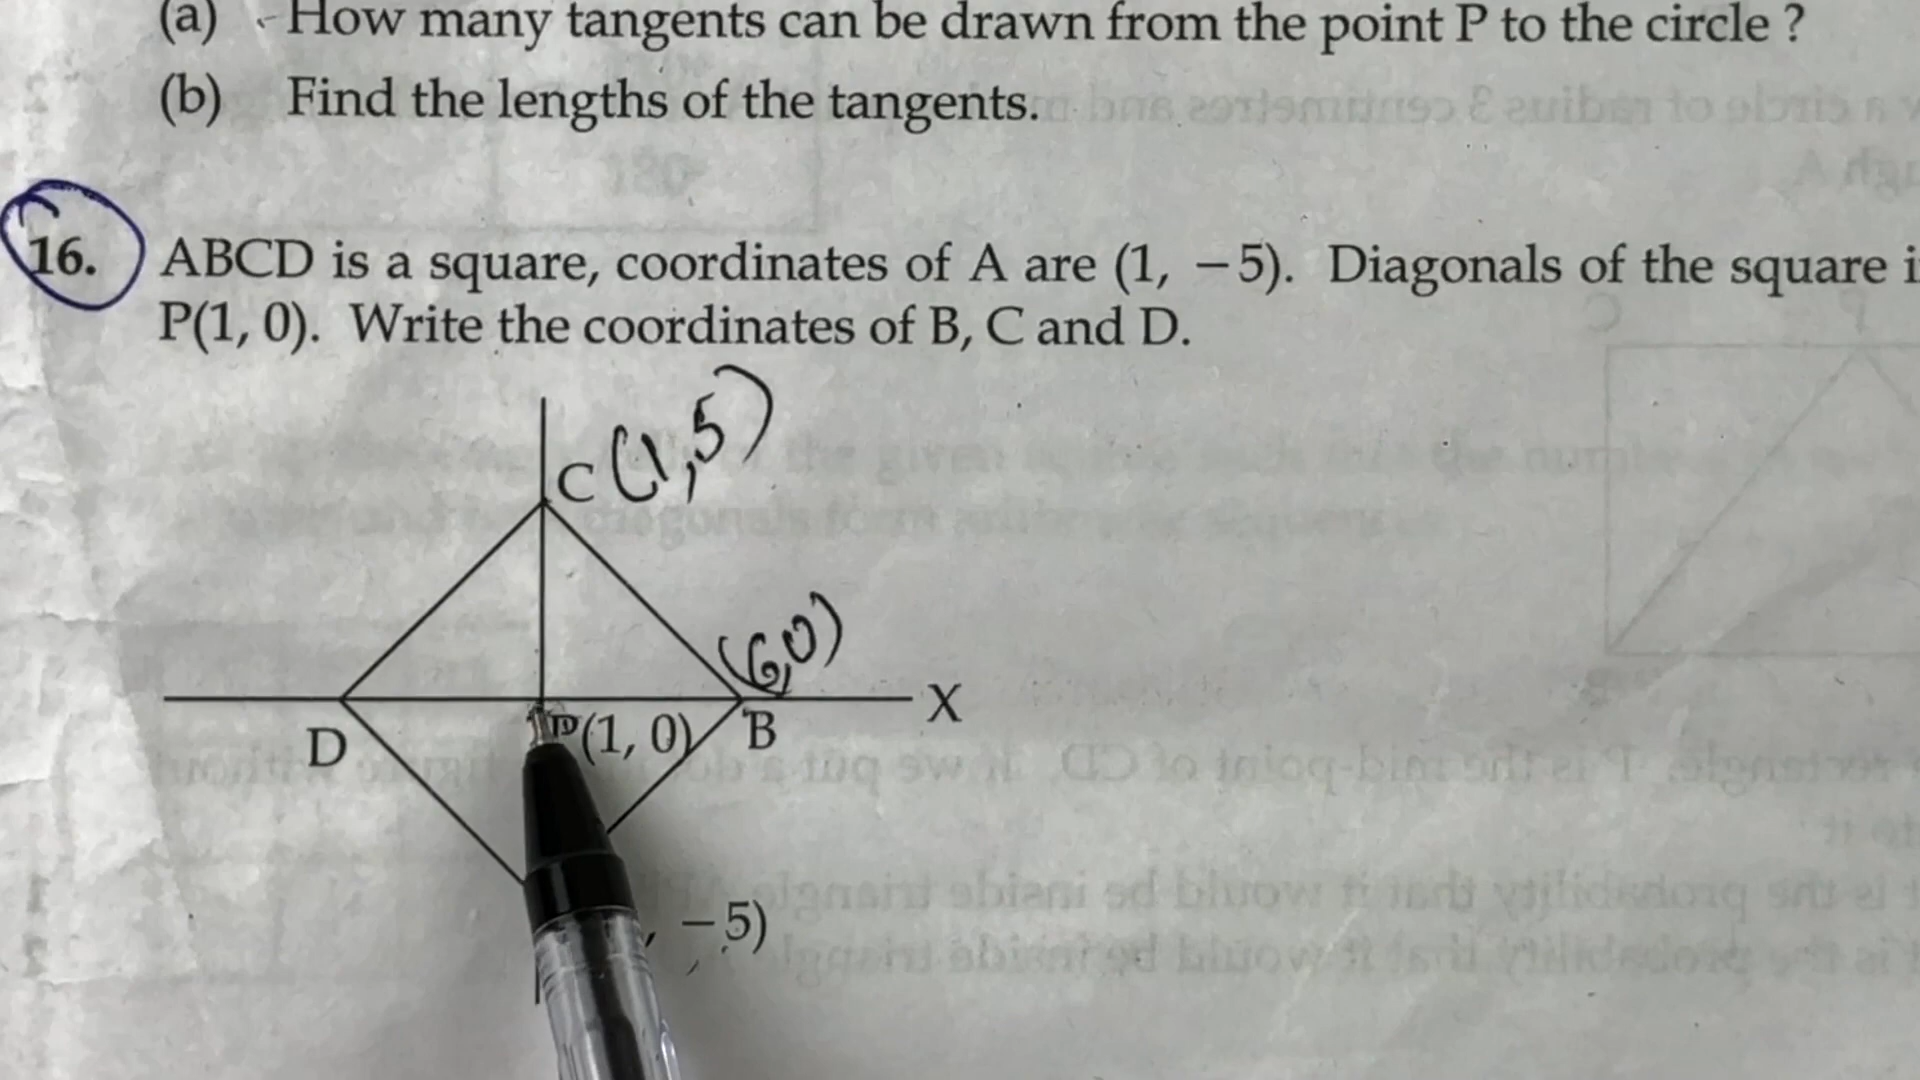 (a) How many tangents can be drawn from the point P to the circle ?
(b) Find the lengths of the tangents.
16. ABCD is a square, coordinates of A are (1, −5). Diagonals of the square
P(1, 0). Write the coordinates of B, C and D.
C (1,5)
(6,0)
X
D
P(1, 0)
B
, −5)